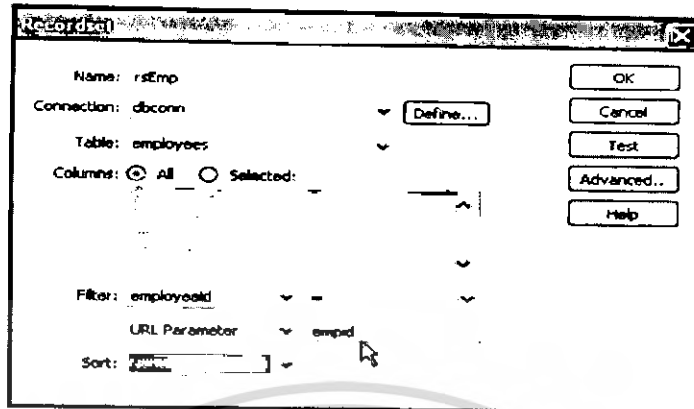 Recordset
Name: rsEmp
OK
Connection: dbconn
Define...
Cancel
Table: employees
Test
Columns: All Selected:
Advanced...
Help
Filter: employeeId =
URL Parameter empid
Sort: